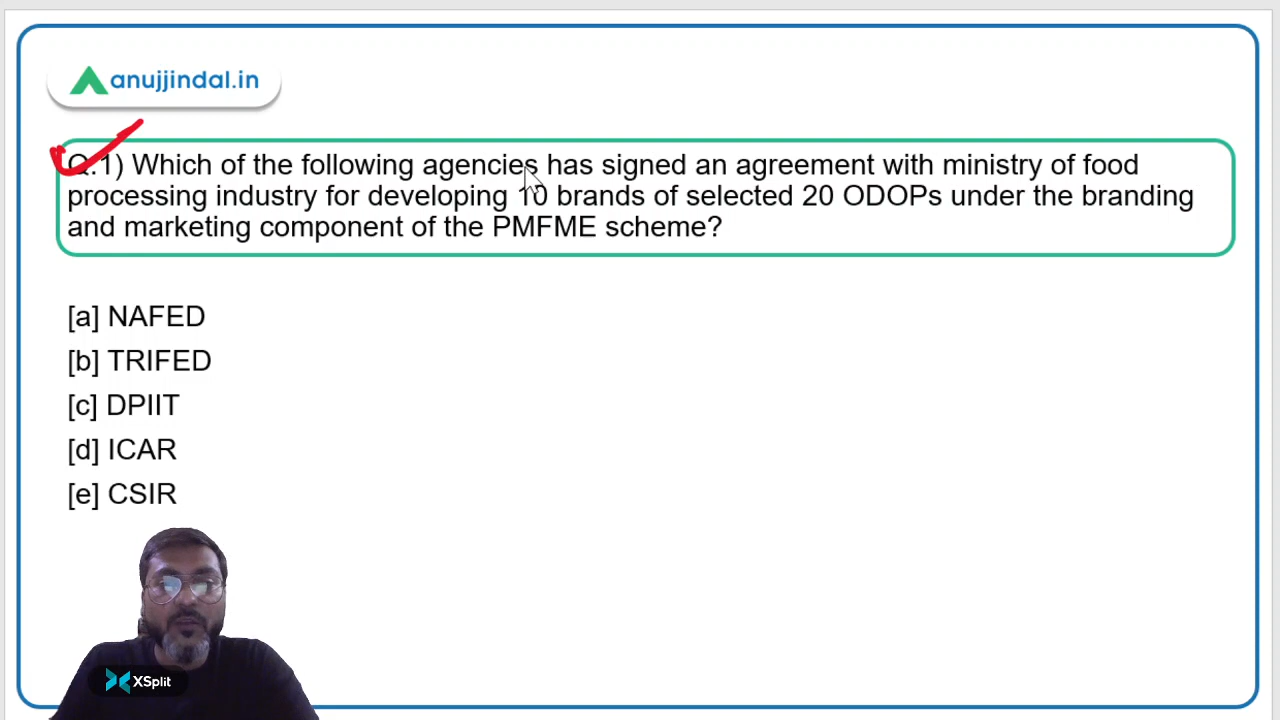 anujjindal.in
Q.1) Which of the following agencies has signed an agreement with ministry of food
processing industry for developing 10 brands of selected 20 ODOPs under the branding
and marketing component of the PMFME scheme?
[a] NAFED
[b] TRIFED
[c] DPIIT
[d] ICAR
[e] CSIR
XSplit